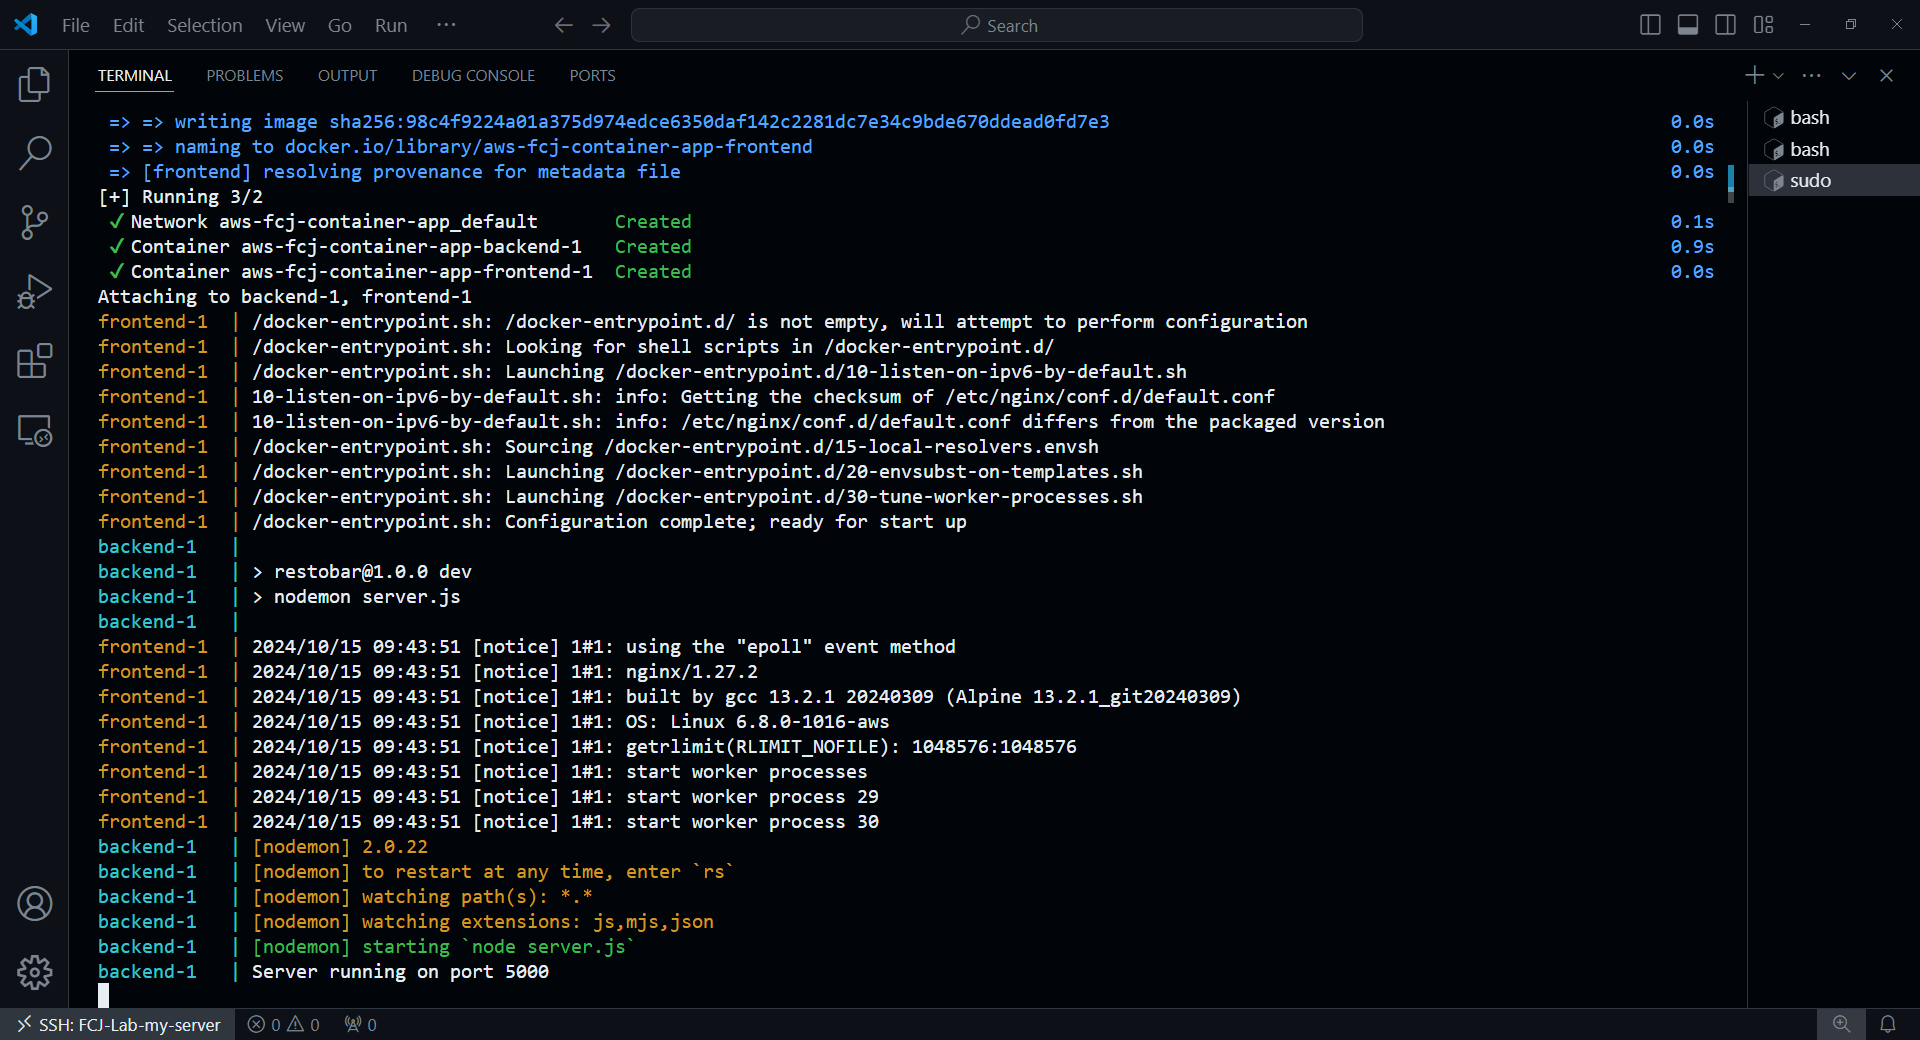 File Edit Selection View Go Run ··· Search
TERMINAL PROBLEMS OUTPUT DEBUG CONSOLE PORTS
=> => writing image sha256:98c4f9224a01a375d974edce6350daf142c2281dc7e34c9bde670ddead0fd7e3 0.0s
=> => naming to docker.io/library/aws-fcj-container-app-frontend 0.0s
=> [frontend] resolving provenance for metadata file 0.0s
[+] Running 3/2
✓ Network aws-fcj-container-app_default Created 0.1s
✓ Container aws-fcj-container-app-backend-1 Created 0.9s
✓ Container aws-fcj-container-app-frontend-1 Created 0.0s
Attaching to backend-1, frontend-1
frontend-1 | /docker-entrypoint.sh: /docker-entrypoint.d/ is not empty, will attempt to perform configuration
frontend-1 | /docker-entrypoint.sh: Looking for shell scripts in /docker-entrypoint.d/
frontend-1 | /docker-entrypoint.sh: Launching /docker-entrypoint.d/10-listen-on-ipv6-by-default.sh
frontend-1 | 10-listen-on-ipv6-by-default.sh: info: Getting the checksum of /etc/nginx/conf.d/default.conf
frontend-1 | 10-listen-on-ipv6-by-default.sh: info: /etc/nginx/conf.d/default.conf differs from the packaged version
frontend-1 | /docker-entrypoint.sh: Sourcing /docker-entrypoint.d/15-local-resolvers.envsh
frontend-1 | /docker-entrypoint.sh: Launching /docker-entrypoint.d/20-envsubst-on-templates.sh
frontend-1 | /docker-entrypoint.sh: Launching /docker-entrypoint.d/30-tune-worker-processes.sh
frontend-1 | /docker-entrypoint.sh: Configuration complete; ready for start up
backend-1 |
backend-1 | > restobar@1.0.0 dev
backend-1 | > nodemon server.js
backend-1 |
frontend-1 | 2024/10/15 09:43:51 [notice] 1#1: using the "epoll" event method
frontend-1 | 2024/10/15 09:43:51 [notice] 1#1: nginx/1.27.2
frontend-1 | 2024/10/15 09:43:51 [notice] 1#1: built by gcc 13.2.1 20240309 (Alpine 13.2.1_git20240309)
frontend-1 | 2024/10/15 09:43:51 [notice] 1#1: OS: Linux 6.8.0-1016-aws
frontend-1 | 2024/10/15 09:43:51 [notice] 1#1: getrlimit(RLIMIT_NOFILE): 1048576:1048576
frontend-1 | 2024/10/15 09:43:51 [notice] 1#1: start worker processes
frontend-1 | 2024/10/15 09:43:51 [notice] 1#1: start worker process 29
frontend-1 | 2024/10/15 09:43:51 [notice] 1#1: start worker process 30
backend-1 | [nodemon] 2.0.22
backend-1 | [nodemon] to restart at any time, enter `rs`
backend-1 | [nodemon] watching path(s): *.*
backend-1 | [nodemon] watching extensions: js,mjs,json
backend-1 | [nodemon] starting `node server.js`
backend-1 | Server running on port 5000
bash
bash
sudo
SSH: FCJ-Lab-my-server 0 0 0